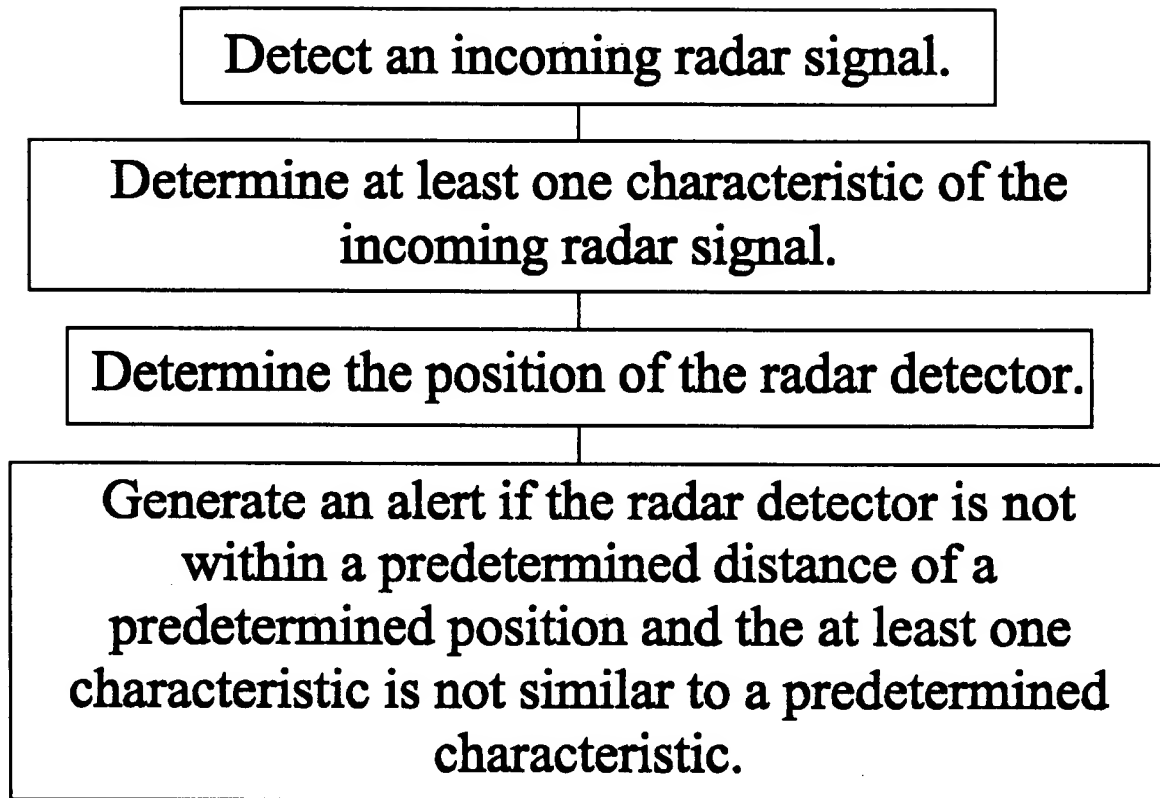 Detect an incoming radar signal.
Determine at least one characteristic of the
incoming radar signal.
Determine the position of the radar detector.
Generate an alert if the radar detector is not
within a predetermined distance of a
predetermined position and the at least one
characteristic is not similar to a predetermined
characteristic.